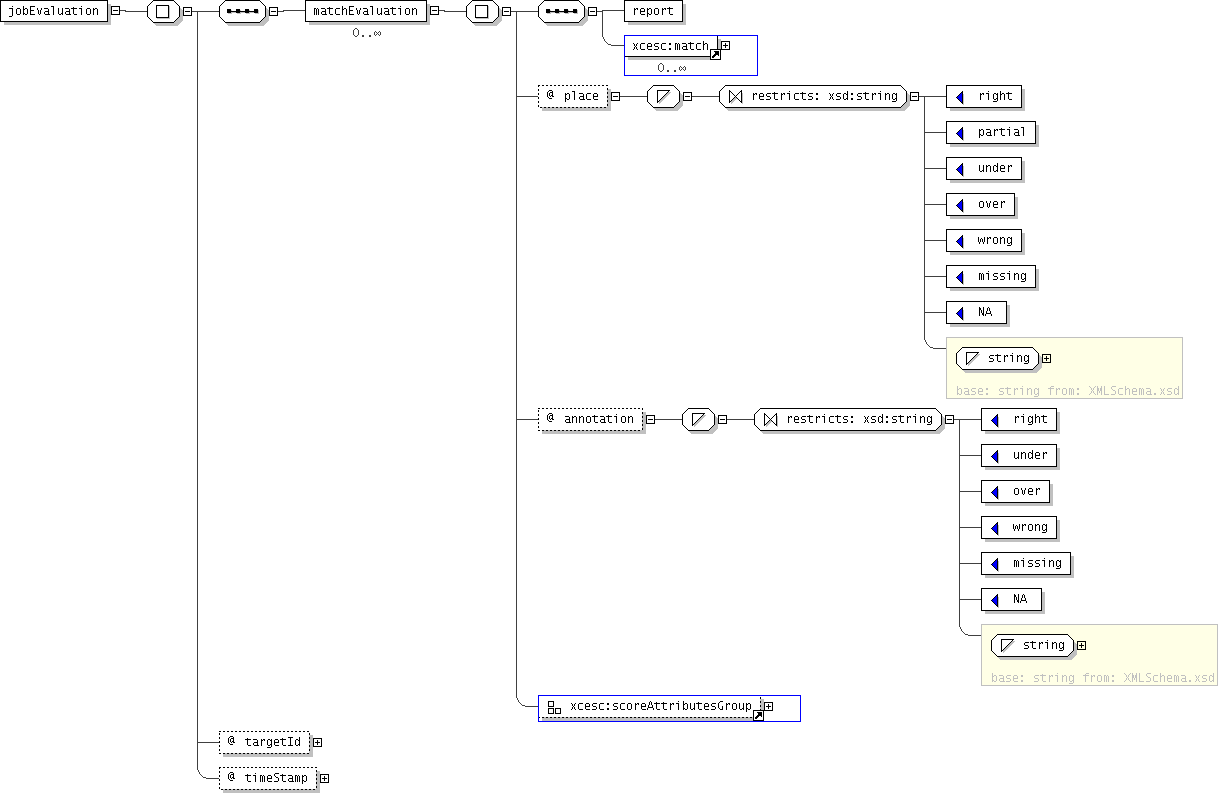 jobEvaluation
matchEvaluation
0..∞
report
xcesc:match
0..∞
@ place
restricts: xsd:string
right
partial
under
over
wrong
missing
NA
string
base: string from: XMLSchema.xsd
@ annotation
restricts: xsd:string
right
under
over
wrong
missing
NA
string
base: string from: XMLSchema.xsd
xcesc:scoreAttributesGroup
@ targetId
@ timeStamp